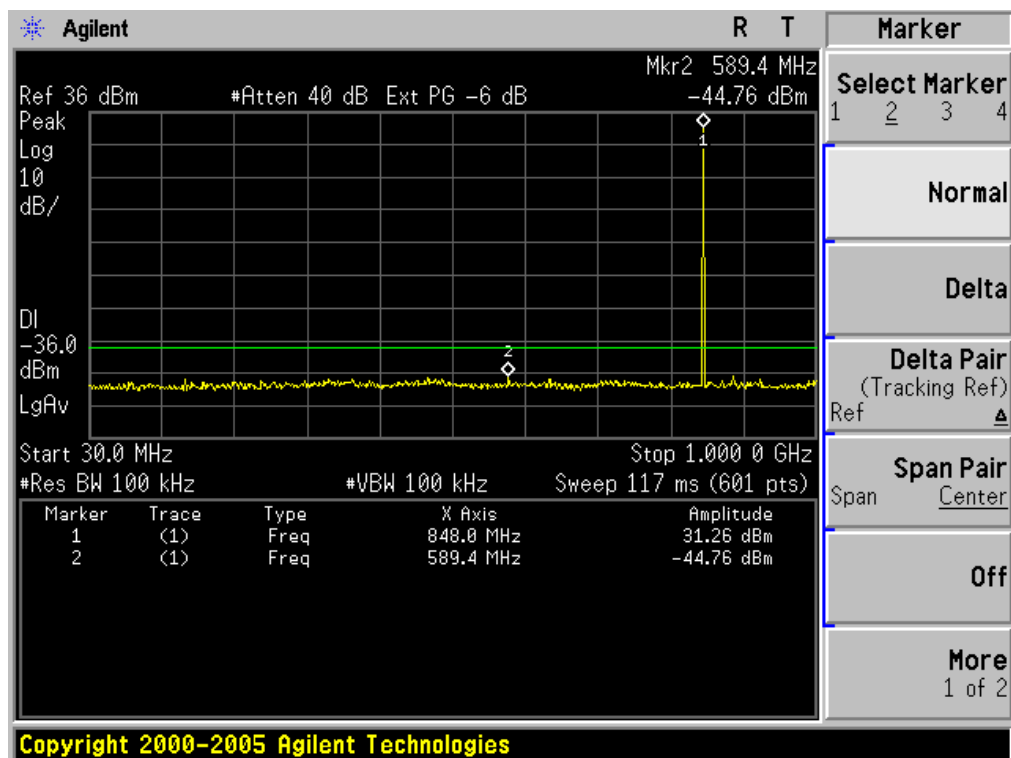 Agilent R T
Mkr2 589.4 MHz
Ref 36 dBm #Atten 40 dB Ext PG -6 dB -44.76 dBm
Peak
Log
10
dB/
DI
-36.0
dBm
LgAv
1
2
Start 30.0 MHz Stop 1.000 0 GHz
#Res BW 100 kHz #VBW 100 kHz Sweep 117 ms (601 pts)
Marker Trace Type X Axis Amplitude
1 (1) Freq 848.0 MHz 31.26 dBm
2 (1) Freq 589.4 MHz -44.76 dBm
Marker
Select Marker
1 2 3 4
Normal
Delta
Delta Pair
(Tracking Ref)
Ref Δ
Span Pair
Span Center
Off
More
1 of 2
Copyright 2000-2005 Agilent Technologies